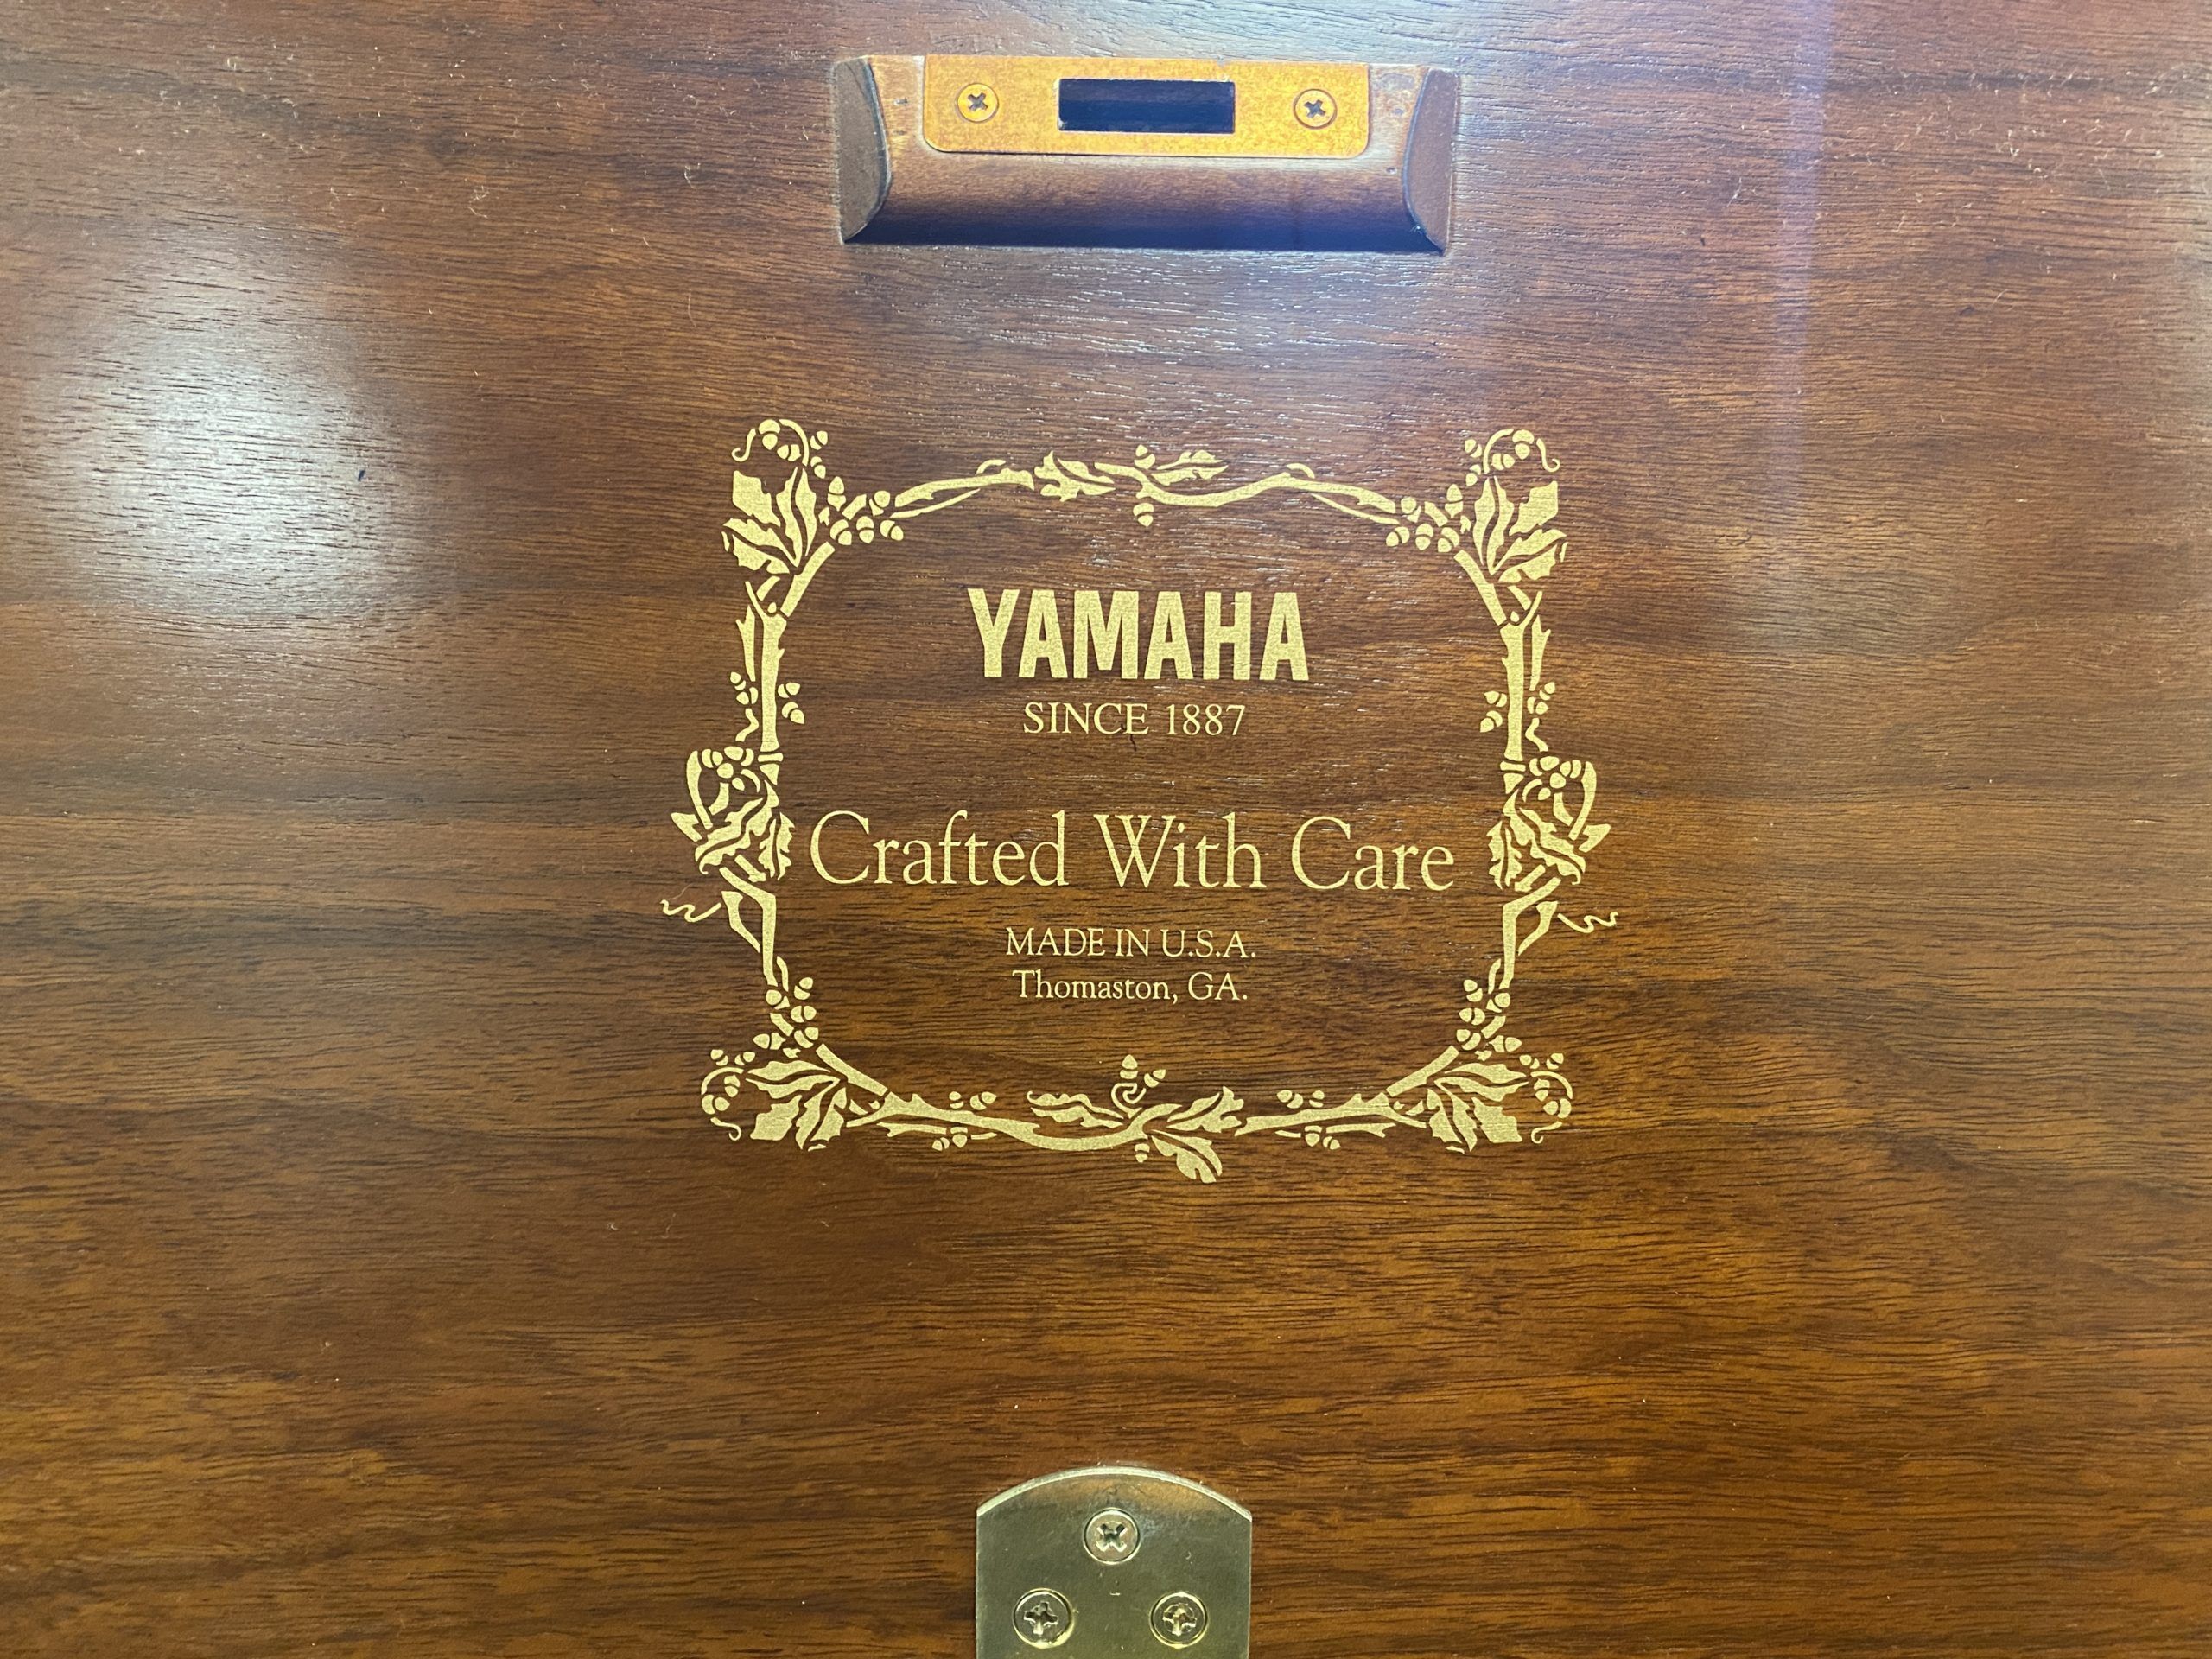 YAMAHA
SINCE 1887
Crafted With Care
MADE IN U.S.A.
Thomaston, GA.